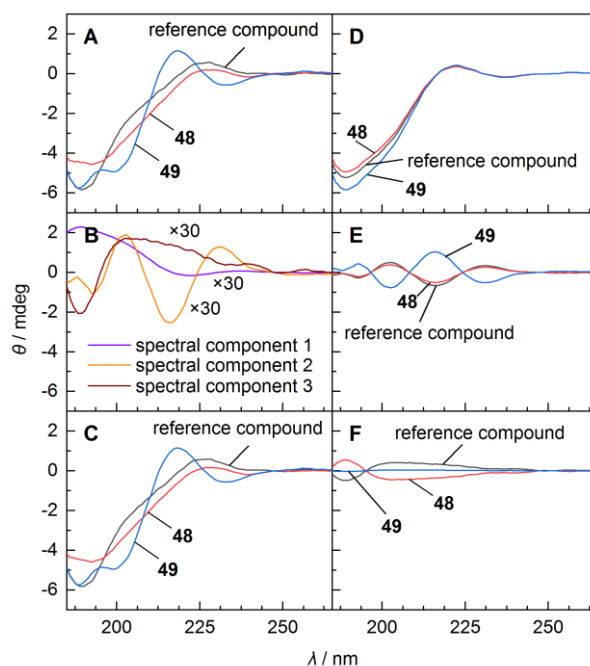 A
reference compound
48
49
2
0
-2
-4
-6
D
48
reference compound
49
B
×30
×30
×30
spectral component 1
spectral component 2
spectral component 3
2
0
-2
-4
-6
E
49
48
reference compound
θ / mdeg
C
reference compound
48
49
2
0
-2
-4
-6
F
reference compound
49
48
200 250 200 250
λ / nm